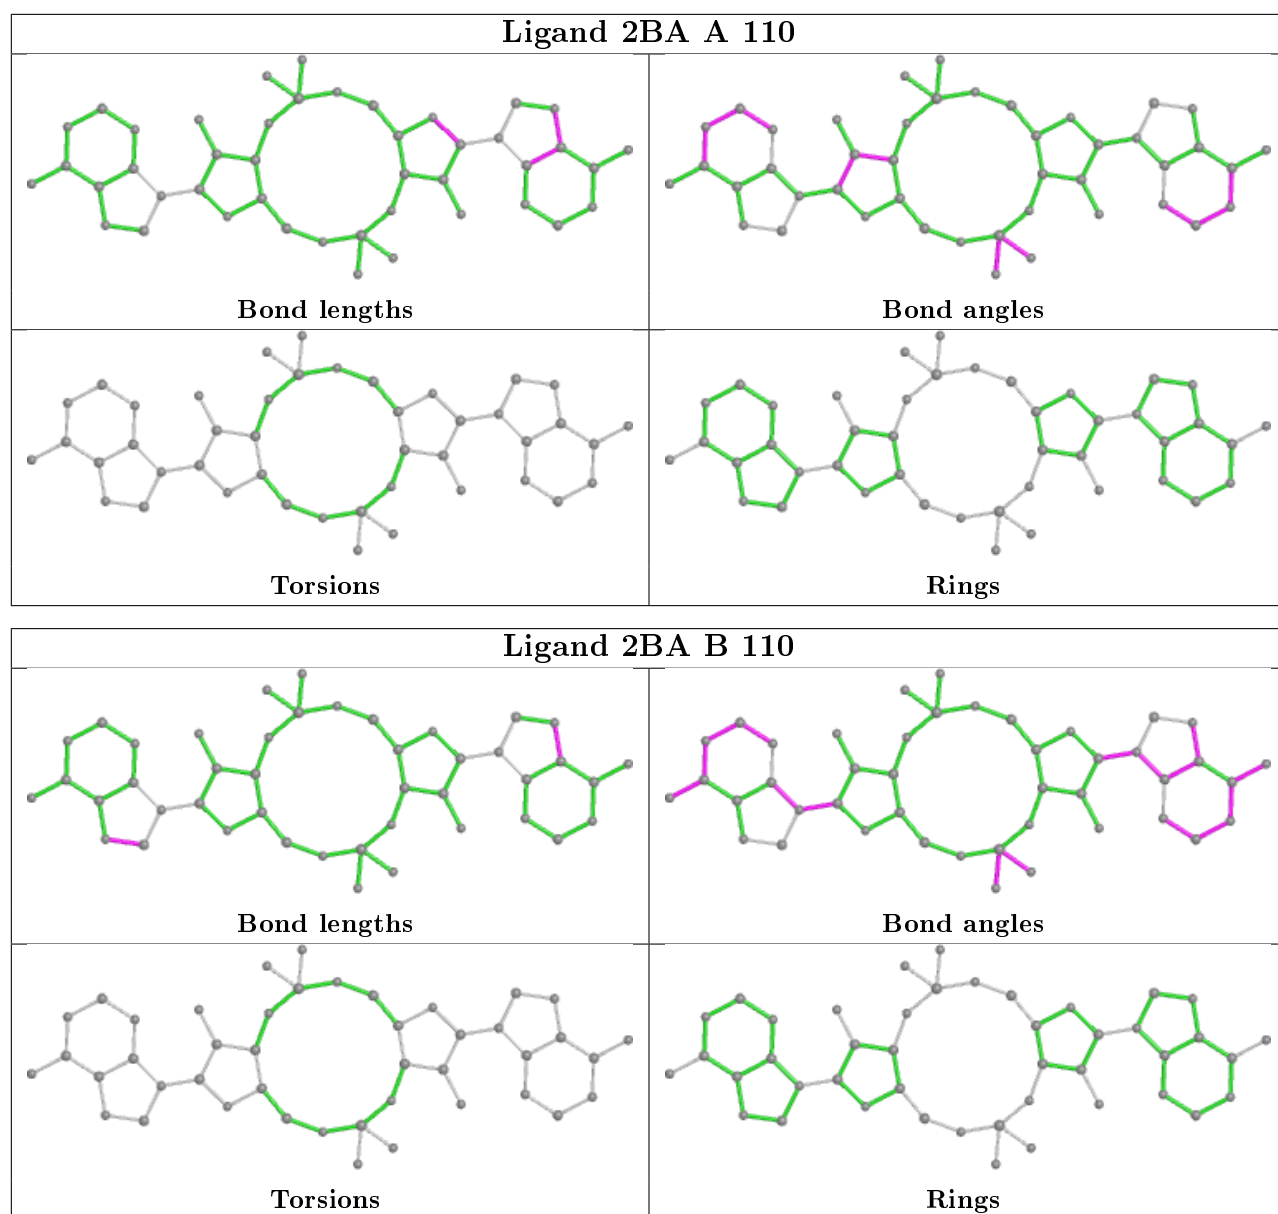 Ligand 2BA A 110
Bond lengths
Bond angles
Torsions
Rings
Ligand 2BA B 110
Bond lengths
Bond angles
Torsions
Rings